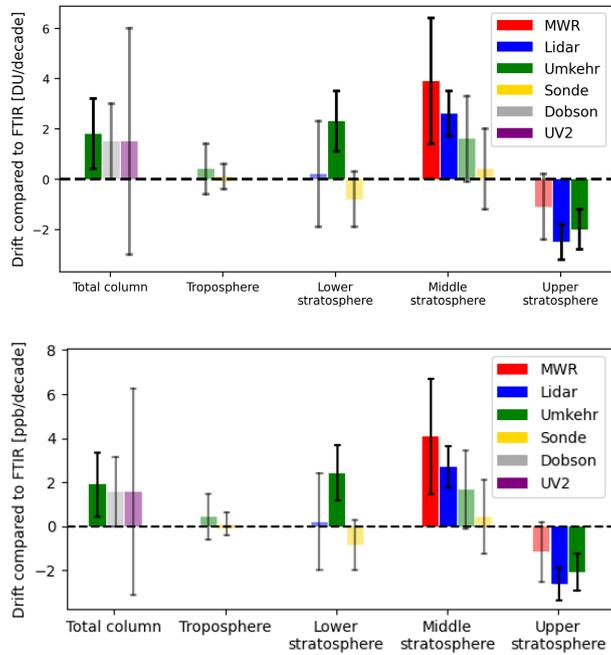 Drift compared to FTIR [DU/decade]
6
4
2
0
−2
MWR
Lidar
Umkehr
Sonde
Dobson
UV2
Total column
Troposphere
Lower
stratosphere
Middle
stratosphere
Upper
stratosphere
Drift compared to FTIR [ppb/decade]
8
6
4
2
0
−2
MWR
Lidar
Umkehr
Sonde
Dobson
UV2
Total column
Troposphere
Lower
stratosphere
Middle
stratosphere
Upper
stratosphere